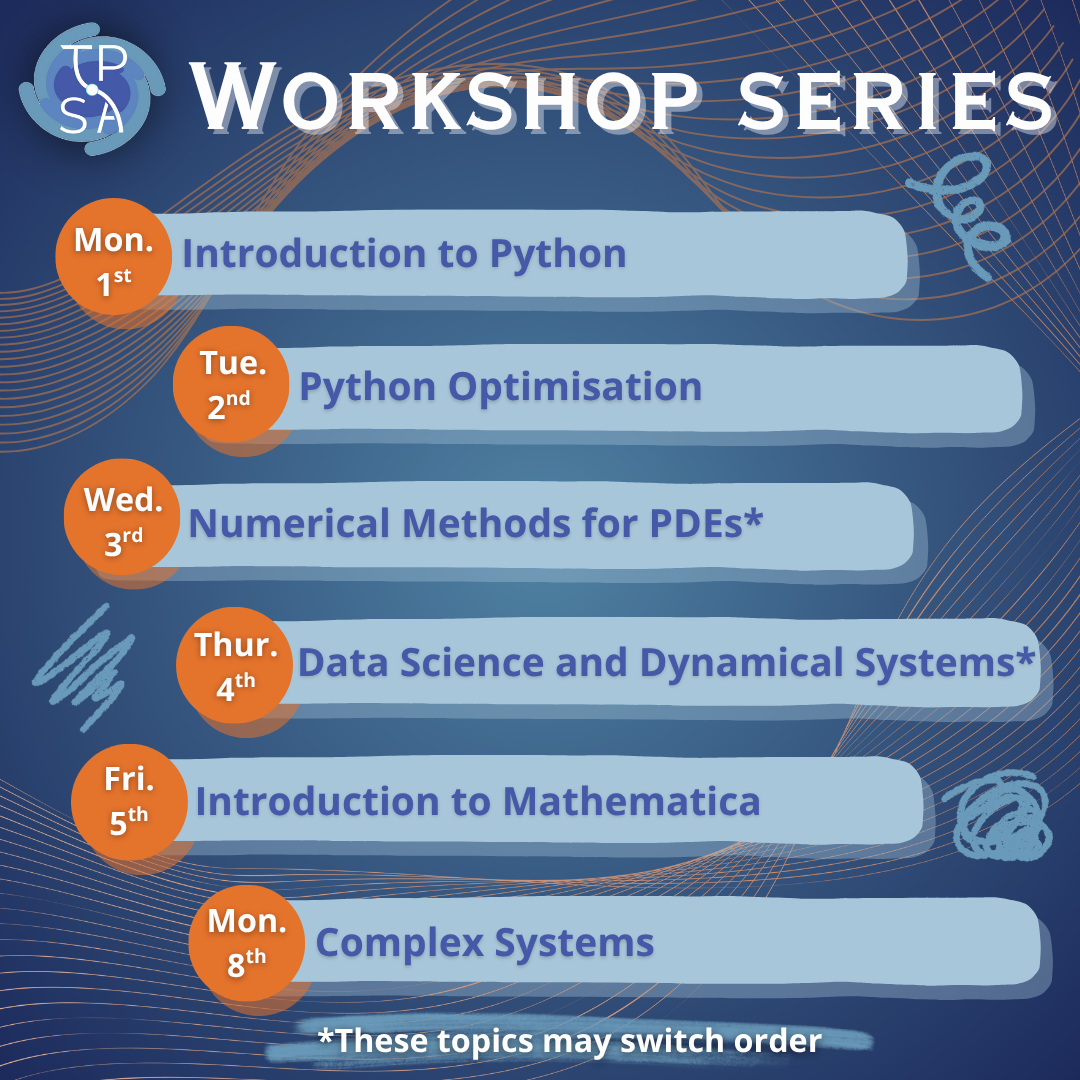 TP
SA
Workshop series
Mon.
1st
Introduction to Python
Tue.
2nd
Python Optimisation
Wed.
3rd
Numerical Methods for PDEs*
Thur.
4th
Data Science and Dynamical Systems*
Fri.
5th
Introduction to Mathematica
Mon.
8th
Complex Systems
*These topics may switch order